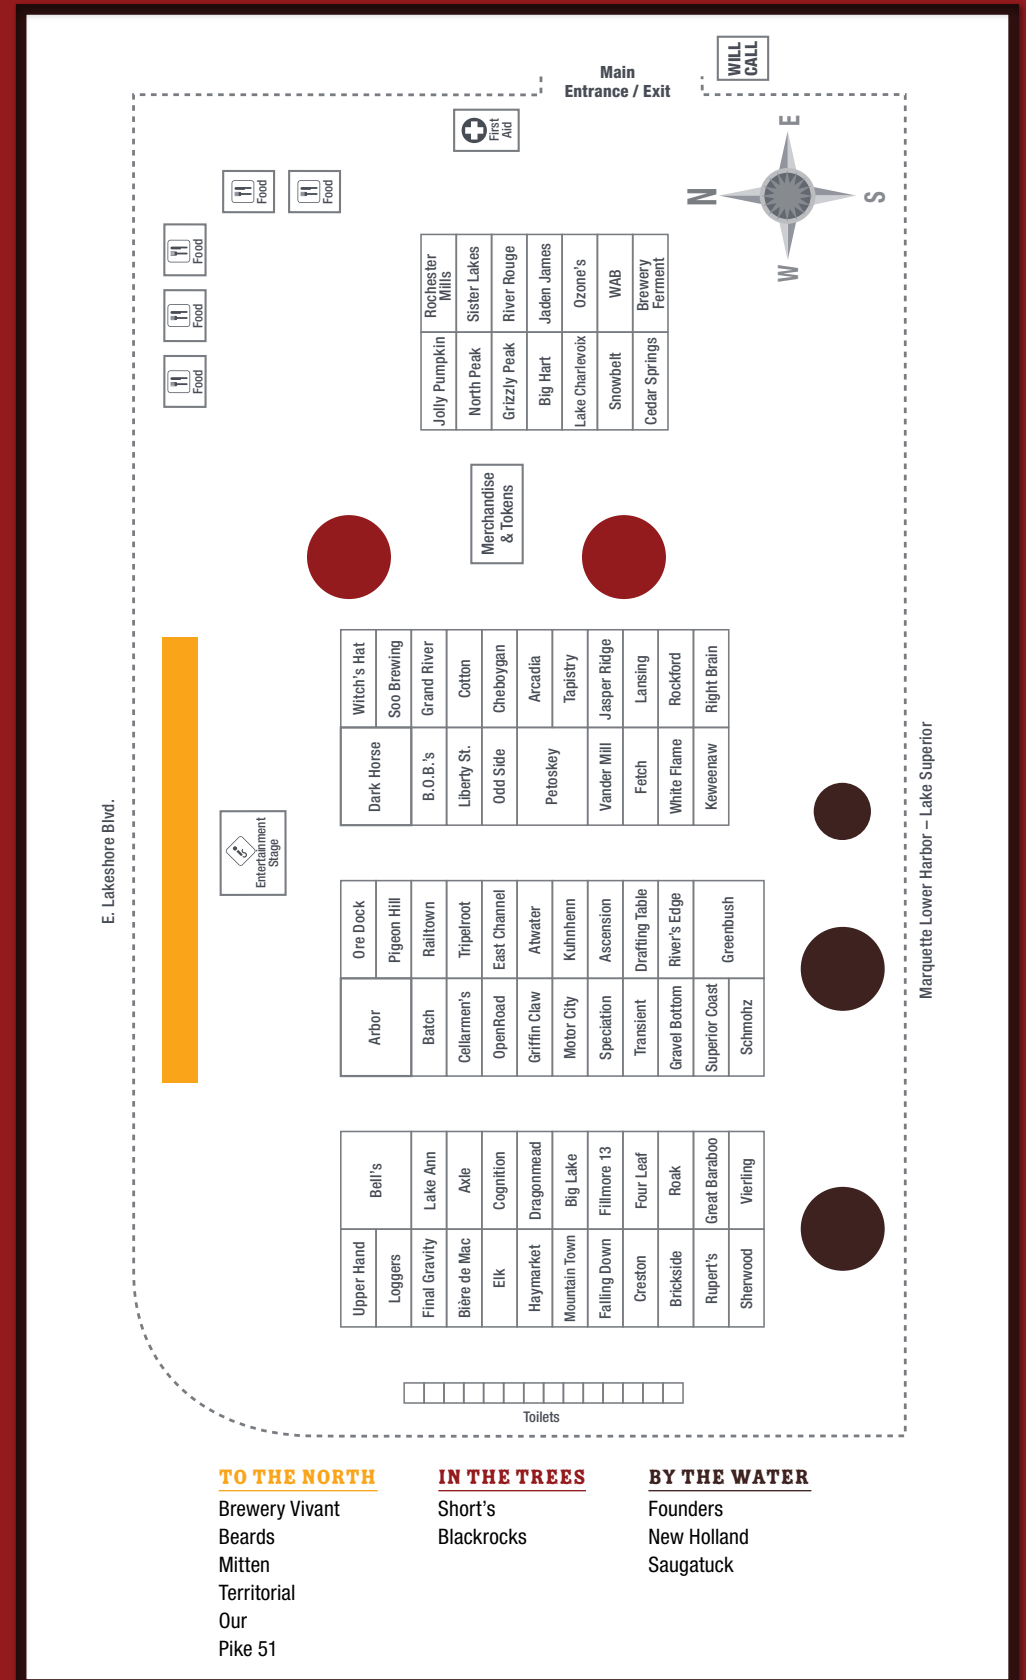 WILL
CALL
Main
Entrance / Exit
First
Aid
E
N
S
W
Food
Food
Food
Food
Food
Rochester
Mills
Sister Lakes
River Rouge
Jaden James
Ozone's
WAB
Brewery
Ferment
Jolly Pumpkin
North Peak
Grizzly Peak
Big Hart
Lake Charlevoix
Snowbelt
Cedar Springs
Merchandise
& Tokens
Witch's Hat
Soo Brewing
Grand River
Cotton
Cheboygan
Arcadia
Tapistry
Jasper Ridge
Lansing
Rockford
Right Brain
Dark Horse
B.O.B.'s
Liberty St.
Odd Side
Petoskey
Vander Mill
Fetch
White Flame
Keweenaw
E. Lakeshore Blvd.
Entertainment
Stage
Marquette Lower Harbor – Lake Superior
Ore Dock
Pigeon Hill
Railtown
Tripelroot
East Channel
Atwater
Kuhnhenn
Ascension
Drafting Table
River's Edge
Greenbush
Arbor
Batch
Cellarmen's
OpenRoad
Griffin Claw
Motor City
Speciation
Transient
Gravel Bottom
Superior Coast
Schmohz
Bell's
Lake Ann
Axle
Cognition
Dragonmead
Big Lake
Fillmore 13
Four Leaf
Roak
Great Baraboo
Vierling
Upper Hand
Loggers
Final Gravity
Bière de Mac
Elk
Haymarket
Mountain Town
Falling Down
Creston
Brickside
Rupert's
Sherwood
Toilets
TO THE NORTH
Brewery Vivant
Beards
Mitten
Territorial
Our
Pike 51
IN THE TREES
Short's
Blackrocks
BY THE WATER
Founders
New Holland
Saugatuck